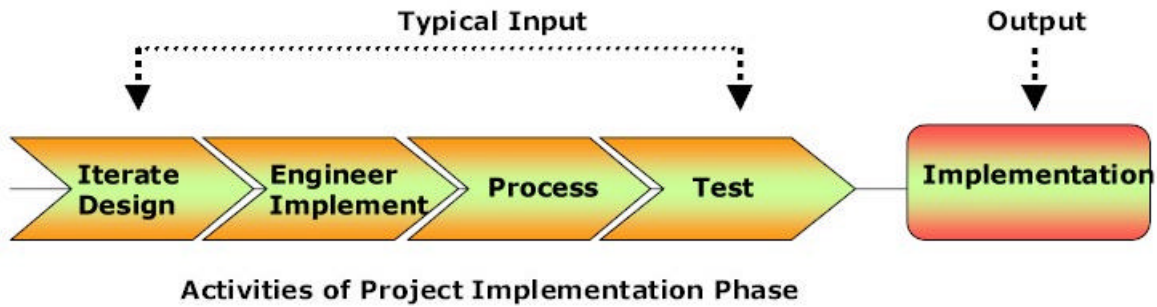 Typical Input
Output
Iterate
Design
Engineer
Implement
Process
Test
Implementation
Activities of Project Implementation Phase